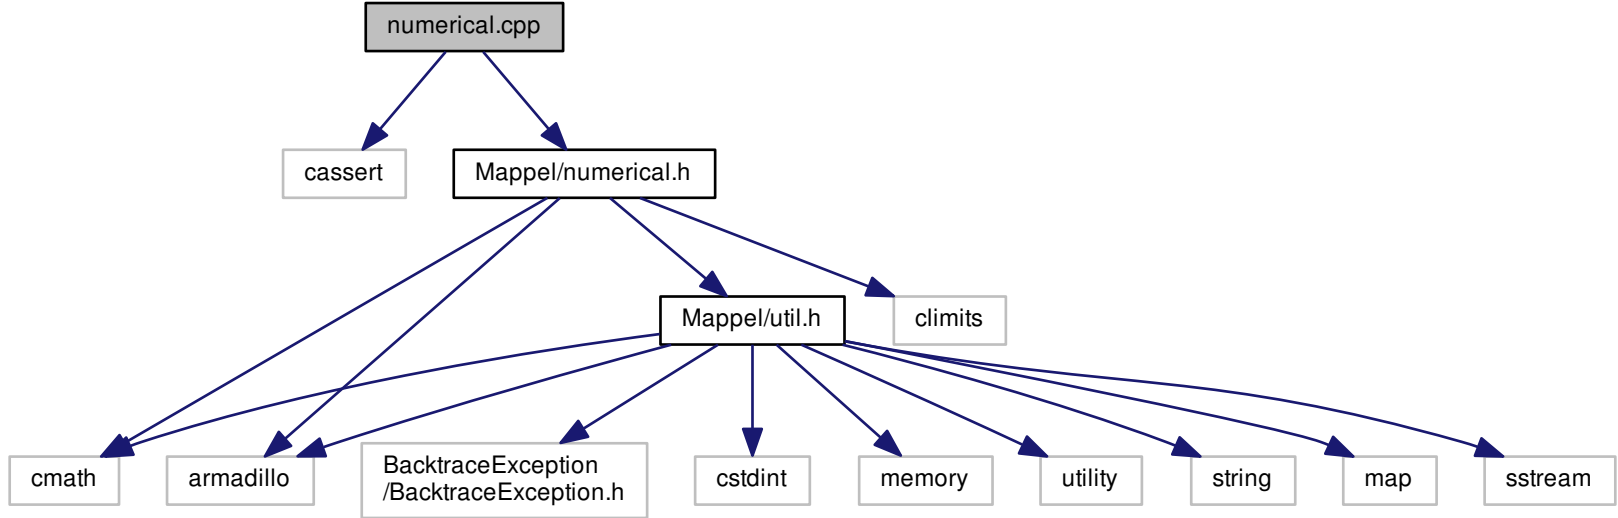 numerical.cpp
cassert
Mappel/numerical.h
Mappel/util.h
climits
cmath
armadillo
BacktraceException
/BacktraceException.h
cstdint
memory
utility
string
map
sstream